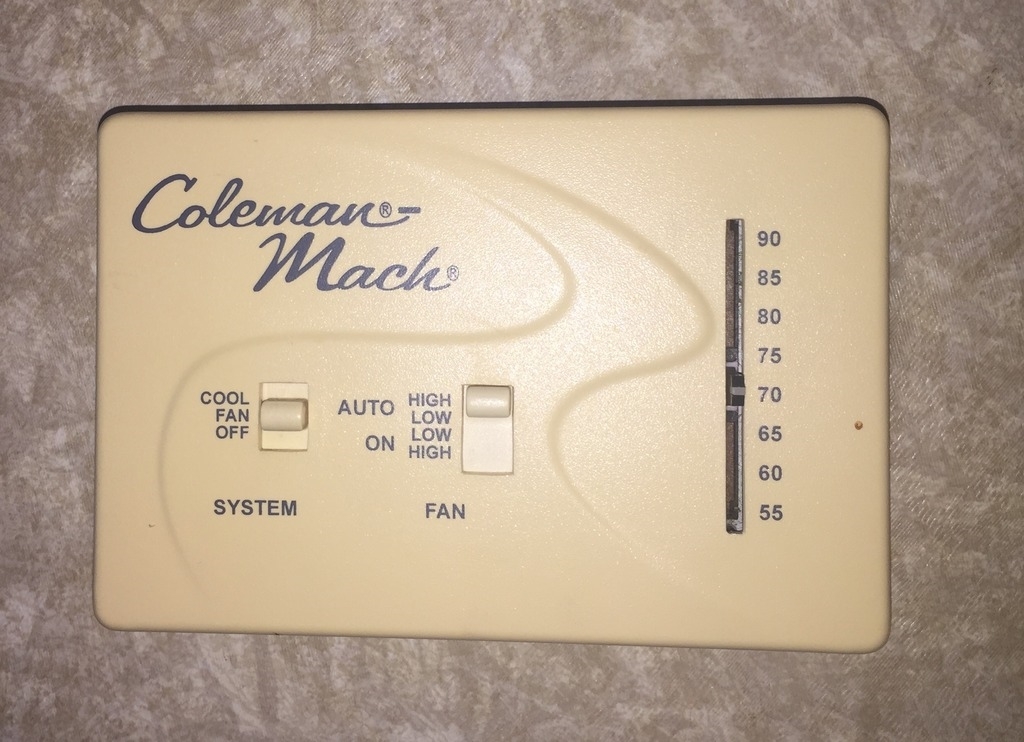 Coleman®-
Mach®
COOL
FAN
OFF
SYSTEM
AUTO
ON
HIGH
LOW
LOW
HIGH
FAN
90
85
80
75
70
65
60
55